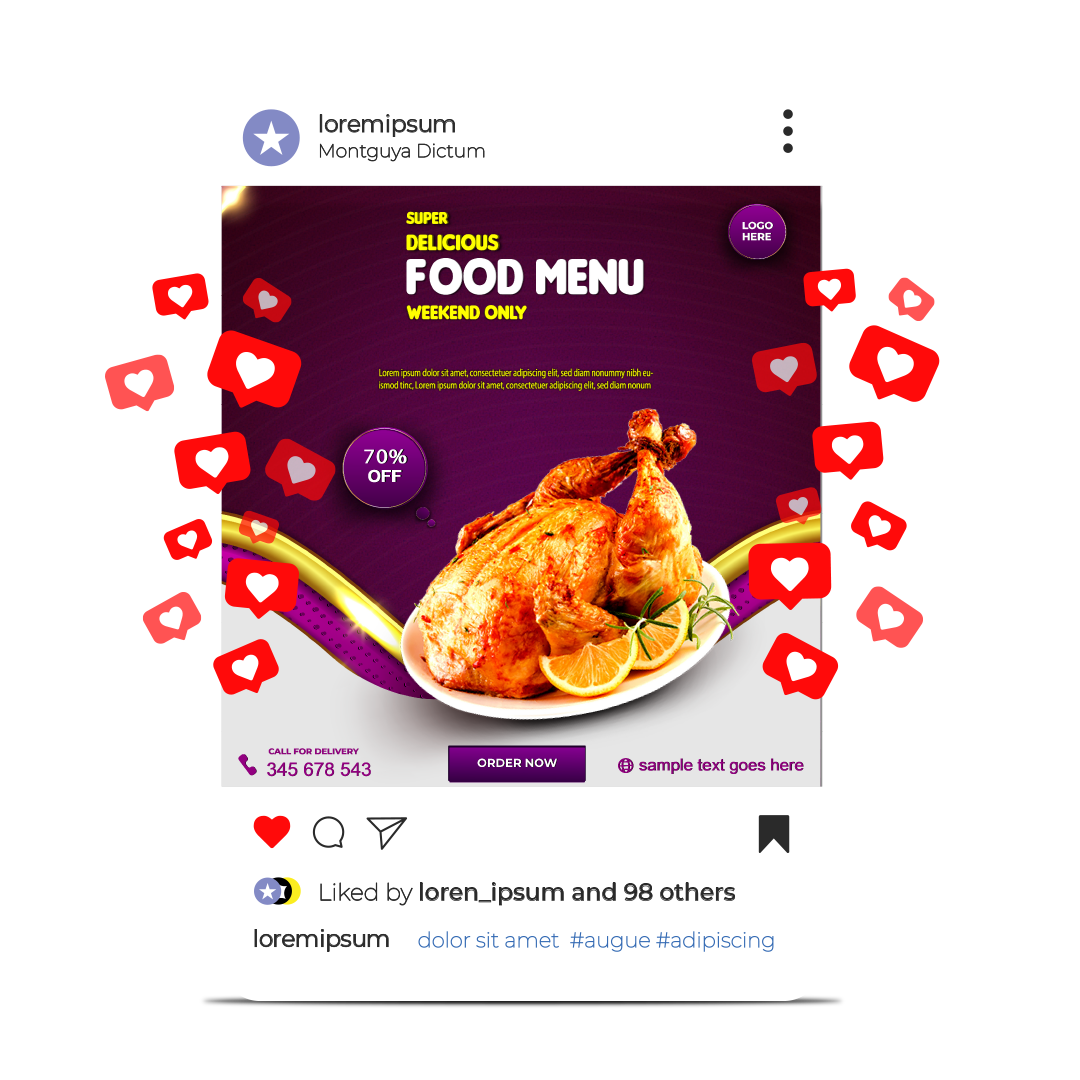 loremipsum
Montguya Dictum
SUPER
DELICIOUS
FOOD MENU
WEEKEND ONLY
LOGO
HERE
Lorem ipsum dolor sit amet, consectetuer adipiscing elit, sed diam nonummy nibh eu-
ismod tinc, Lorem ipsum dolor sit amet, consectetuer adipiscing elit, sed diam nonum
70%
OFF
CALL FOR DELIVERY
345 678 543
ORDER NOW
sample text goes here
Liked by loren_ipsum and 98 others
loremipsum dolor sit amet #augue #adipiscing